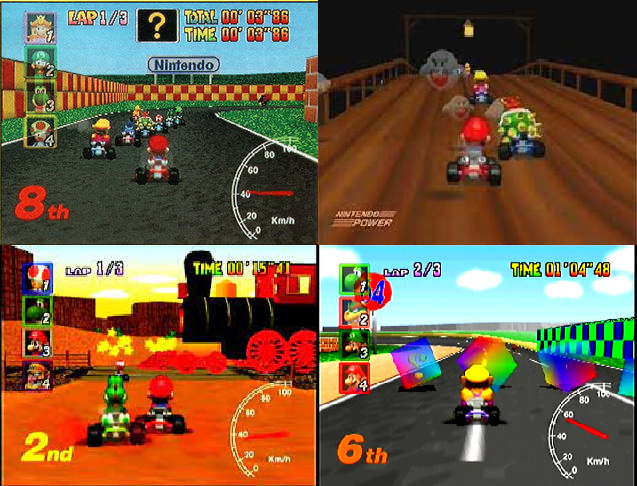 LAP 1/3
?
TOTAL 00' 03"86
TIME 00' 03"86
1
2
3
4
Nintendo
8th
100
80
60
40
20
0
Km/h
NINTENDO
POWER
LAP 1/3
TIME 00'15"41
1
2
3
4
2nd
100
80
60
40
20
0
Km/h
LAP 2/3
TIME 01'04"48
1
4
2
3
4
6th
100
80
60
40
20
0
Km/h